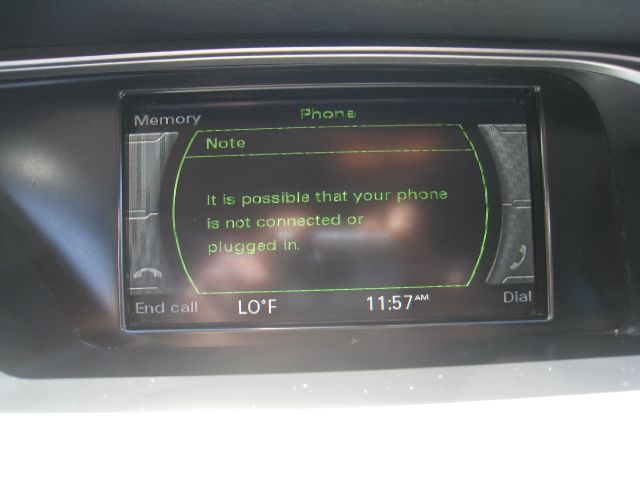 Memory
Phone
Note
It is possible that your phone
is not connected or
plugged in.
End call
LO°F
11:57AM
Dial